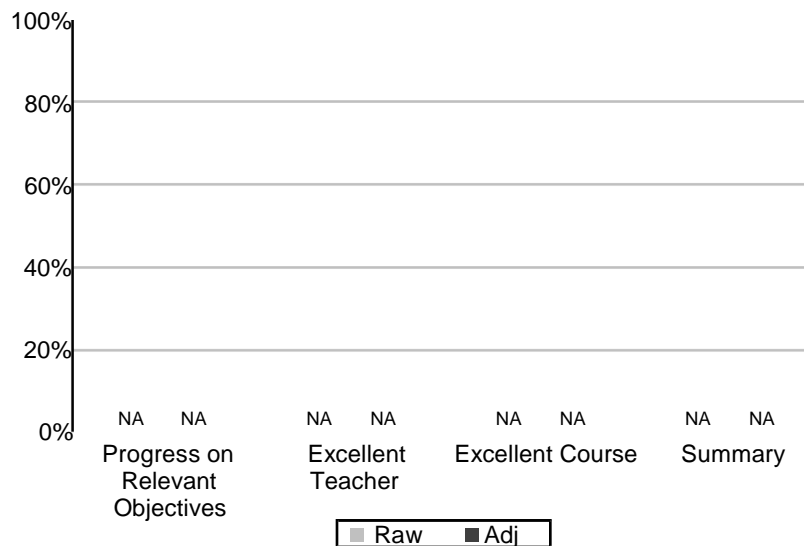 100%
80%
60%
40%
20%
0%
NA NA NA NA NA NA NA NA
Progress on
Relevant
Objectives
Excellent
Teacher
Excellent Course
Summary
Raw Adj